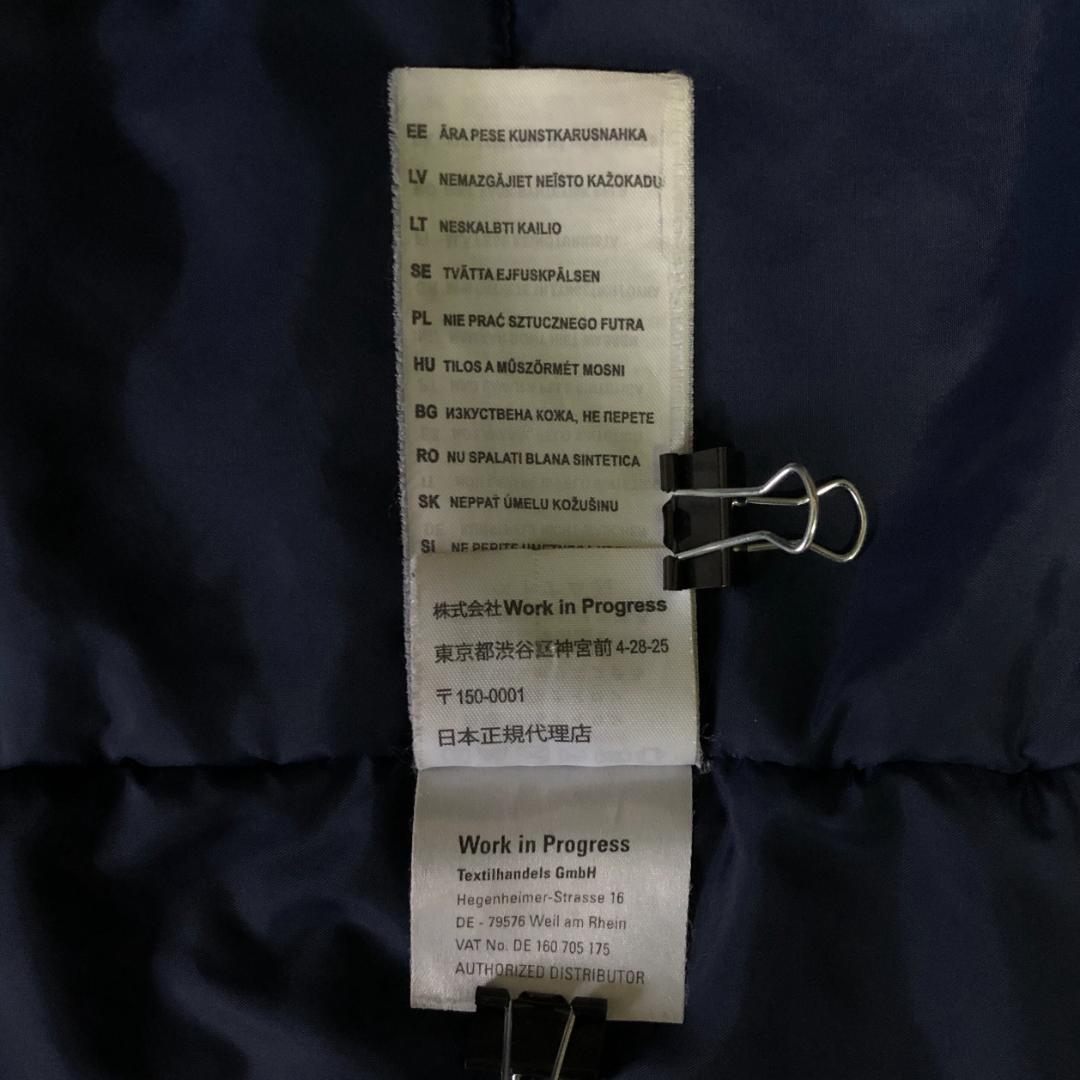 EE ÄRA PESE KUNSTKARUSNAHKA
LV NEMAZGĀJIET NEĪSTO KAŽOKADU
LT NESKALBTI KAILIO
SE TVÄTTA EJFUSKPÄLSEN
PL NIE PRAĆ SZTUCZNEGO FUTRA
HU TILOS A MÛSZÖRMÉT MOSNI
BG ИЗКУСТВЕНА КОЖА, НЕ ПЕРЕТЕ
RO NU SPALATI BLANA SINTETICA
SK NEPPAŤ ÚMELU KOŽUŠINU
SI NE PERITE
株式会社Work in Progress
東京都渋谷区神宮前 4-28-25
〒150-0001
日本正規代理店
Work in Progress
Textilhandels GmbH
Hegenheimer-Strasse 16
DE - 79576 Weil am Rhein
VAT No. DE 160 705 175
AUTHORIZED DISTRIBUTOR